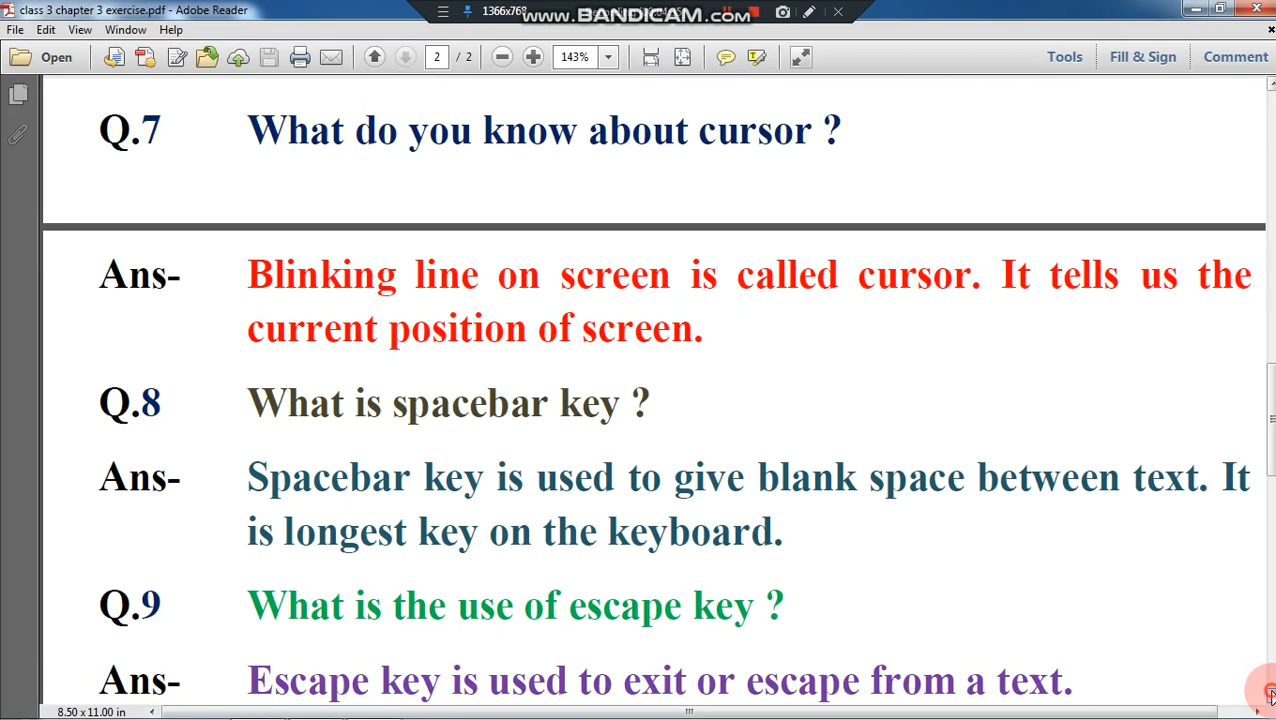 class 3 chapter 3 exercise.pdf - Adobe Reader
1366x768
www.BANDICAM.com
File Edit View Window Help
Open 2 / 2 143% Tools Fill & Sign Comment
Q.7 What do you know about cursor ?
Ans- Blinking line on screen is called cursor. It tells us the
current position of screen.
Q.8 What is spacebar key ?
Ans- Spacebar key is used to give blank space between text. It
is longest key on the keyboard.
Q.9 What is the use of escape key ?
Ans- Escape key is used to exit or escape from a text.
8.50 x 11.00 in